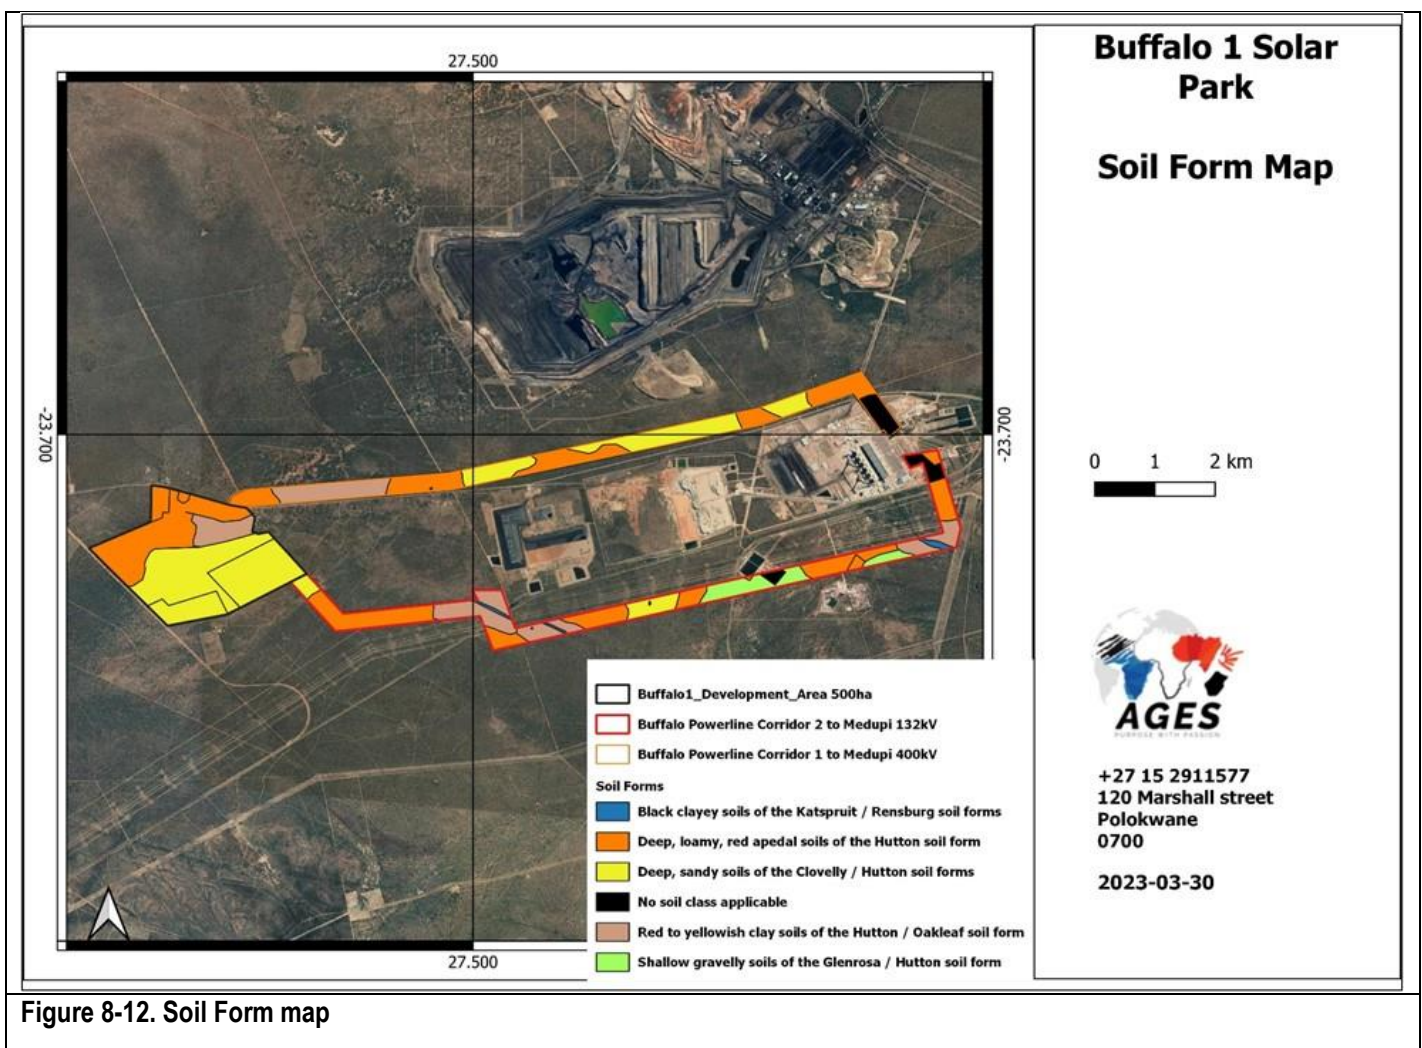 27.500
-23.700
-23.700
27.500
Buffalo1_Development_Area 500ha
Buffalo Powerline Corridor 2 to Medupi 132kV
Buffalo Powerline Corridor 1 to Medupi 400kV
Soil Forms
Black clayey soils of the Katspruit / Rensburg soil forms
Deep, loamy, red apedal soils of the Hutton soil form
Deep, sandy soils of the Clovelly / Hutton soil forms
No soil class applicable
Red to yellowish clay soils of the Hutton / Oakleaf soil form
Shallow gravelly soils of the Glenrosa / Hutton soil form
Buffalo 1 Solar
Park
Soil Form Map
0 1 2 km
AGES
PURPOSE WITH PASSION
+27 15 2911577
120 Marshall street
Polokwane
0700
2023-03-30
Figure 8-12. Soil Form map